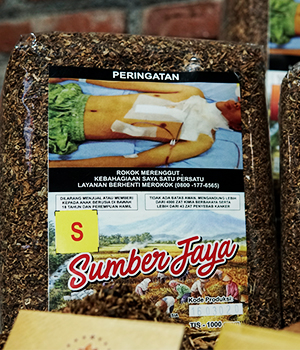 PERINGATAN
ROKOK MERENGGUT
KEBAHAGIAAN SAYA SATU PERSATU
LAYANAN BERHENTI MEROKOK (0800 -177-6565)
DILARANG MENJUAL ATAU MEMBERI
KEPADA ANAK BERUSIA DI BAWAH
18 TAHUN DAN PEREMPUAN HAMIL
TIDAK ADA BATAS AMAN, MENGANDUNG LEBIH
DARI 4000 ZAT KIMIA BERBAHAYA SERTA
LEBIH DARI 43 ZAT PENYEBAB KANKER
S
Sumber Jaya
Kode Produksi
TIS - 1000